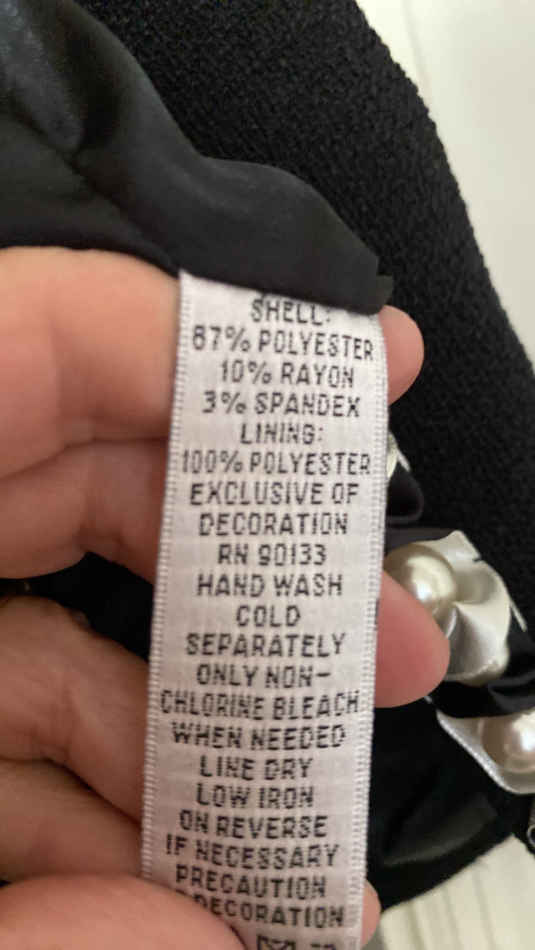 SHELL:
87% POLYESTER
10% RAYON
3% SPANDEX
LINING:
100% POLYESTER
EXCLUSIVE OF
DECORATION
RN 90133
HAND WASH
COLD
SEPARATELY
ONLY NON-
CHLORINE BLEACH
WHEN NEEDED
LINE DRY
LOW IRON
ON REVERSE
IF NECESSARY
PRECAUTION
DECORATION